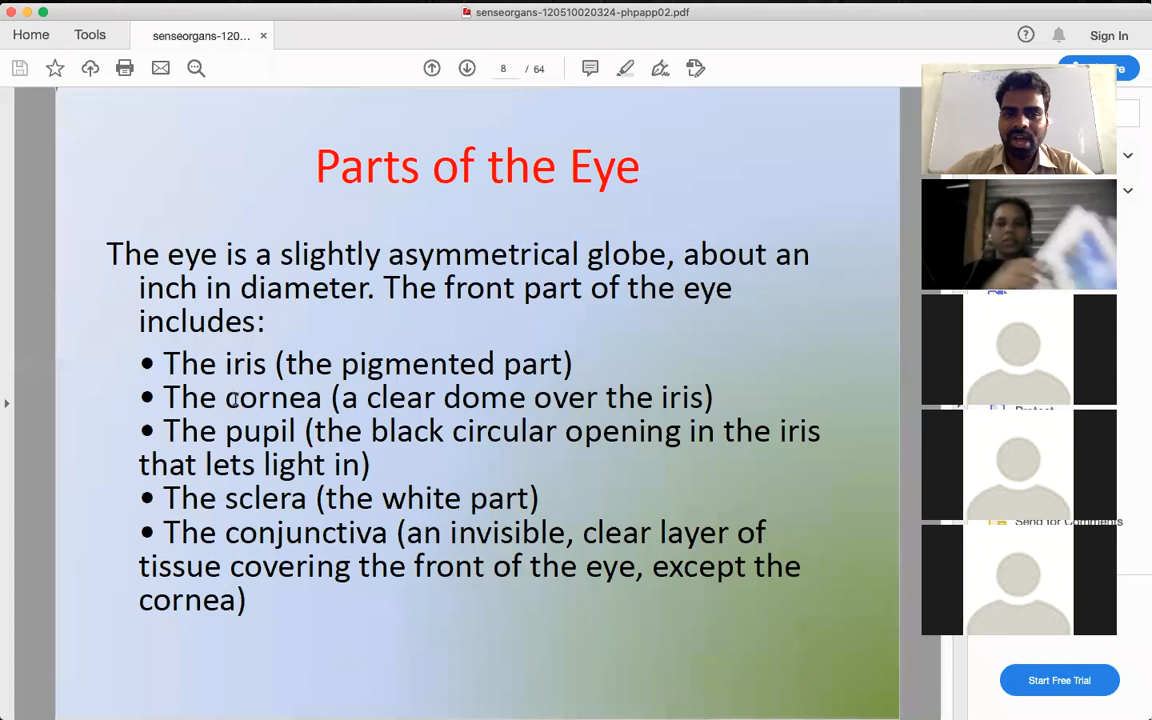 senseorgans-120510020324-phpapp02.pdf
Home Tools senseorgans-120... × Sign In
8 / 64
Parts of the Eye
The eye is a slightly asymmetrical globe, about an
inch in diameter. The front part of the eye
includes:
• The iris (the pigmented part)
• The cornea (a clear dome over the iris)
• The pupil (the black circular opening in the iris
that lets light in)
• The sclera (the white part)
• The conjunctiva (an invisible, clear layer of
tissue covering the front of the eye, except the
cornea)
Send for Comments
Start Free Trial